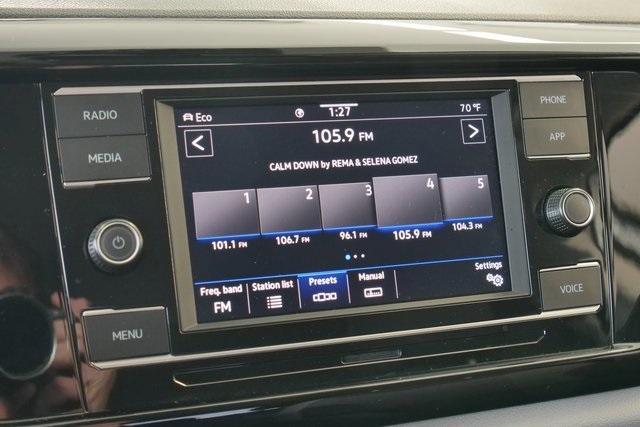 RADIO
MEDIA
MENU
Eco
1:27
70 °F
<
105.9 FM
>
CALM DOWN by REMA & SELENA GOMEZ
1 2 3 4 5
101.1 FM 106.7 FM 96.1 FM 105.9 FM 104.3 FM
Freq. band Station list Presets Manual Settings
FM
PHONE
APP
VOICE